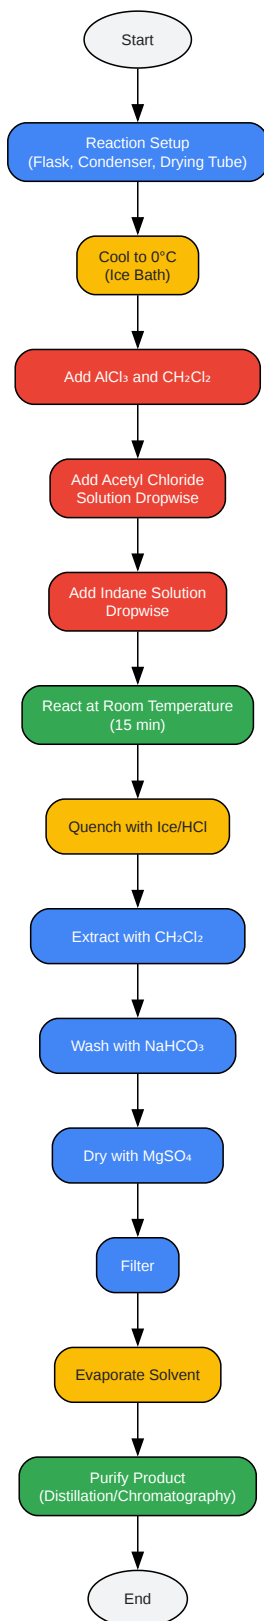 Start
Reaction Setup
(Flask, Condenser, Drying Tube)
Cool to 0°C
(Ice Bath)
Add AlCl₃ and CH₂Cl₂
Add Acetyl Chloride
Solution Dropwise
Add Indane Solution
Dropwise
React at Room Temperature
(15 min)
Quench with Ice/HCl
Extract with CH₂Cl₂
Wash with NaHCO₃
Dry with MgSO₄
Filter
Evaporate Solvent
Purify Product
(Distillation/Chromatography)
End